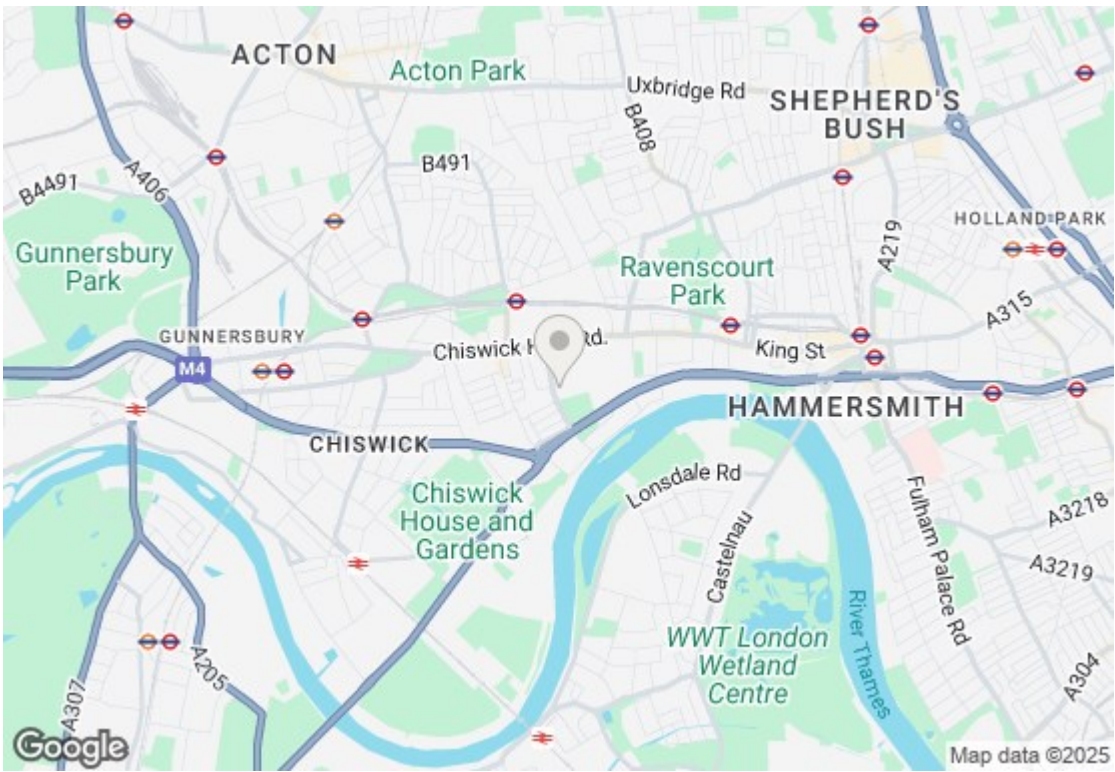 ACTON
Acton Park
Uxbridge Rd
SHEPHERD'S
BUSH
B408
B491
B4491
A406
HOLLAND PARK
A219
Gunnersbury
Park
Ravenscourt
Park
A315
GUNNERSBURY
Chiswick H Rd.
King St
M4
HAMMERSMITH
CHISWICK
Lonsdale Rd
Chiswick
House and
Gardens
Fulham Palace Rd
A3218
Castelnau
A3219
River Thames
WWT London
Wetland
Centre
A205
A307
A304
Google
Map data ©2025